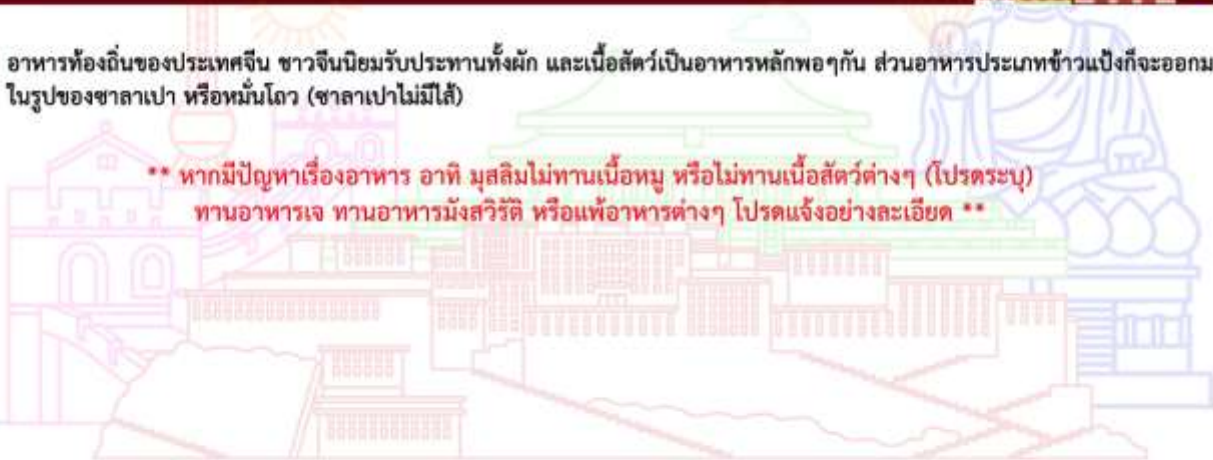 อาหารท้องถิ่นของประเทศจีน ชาวจีนนิยมรับประทานทั้งผัก และเนื้อสัตว์เป็นอาหารหลักพอๆกัน ส่วนอาหารประเภทข้าวแป้งก็จะออกม
ในรูปของซาลาเปา หรือหมั่นโถว (ซาลาเปาไม่มีไส้)
** หากมีปัญหาเรื่องอาหาร อาทิ มุสลิมไม่ทานเนื้อหมู หรือไม่ทานเนื้อสัตว์ต่างๆ (โปรดระบุ)
ทานอาหารเจ ทานอาหารมังสวิรัติ หรือแพ้อาหารต่างๆ โปรดแจ้งอย่างละเอียด **